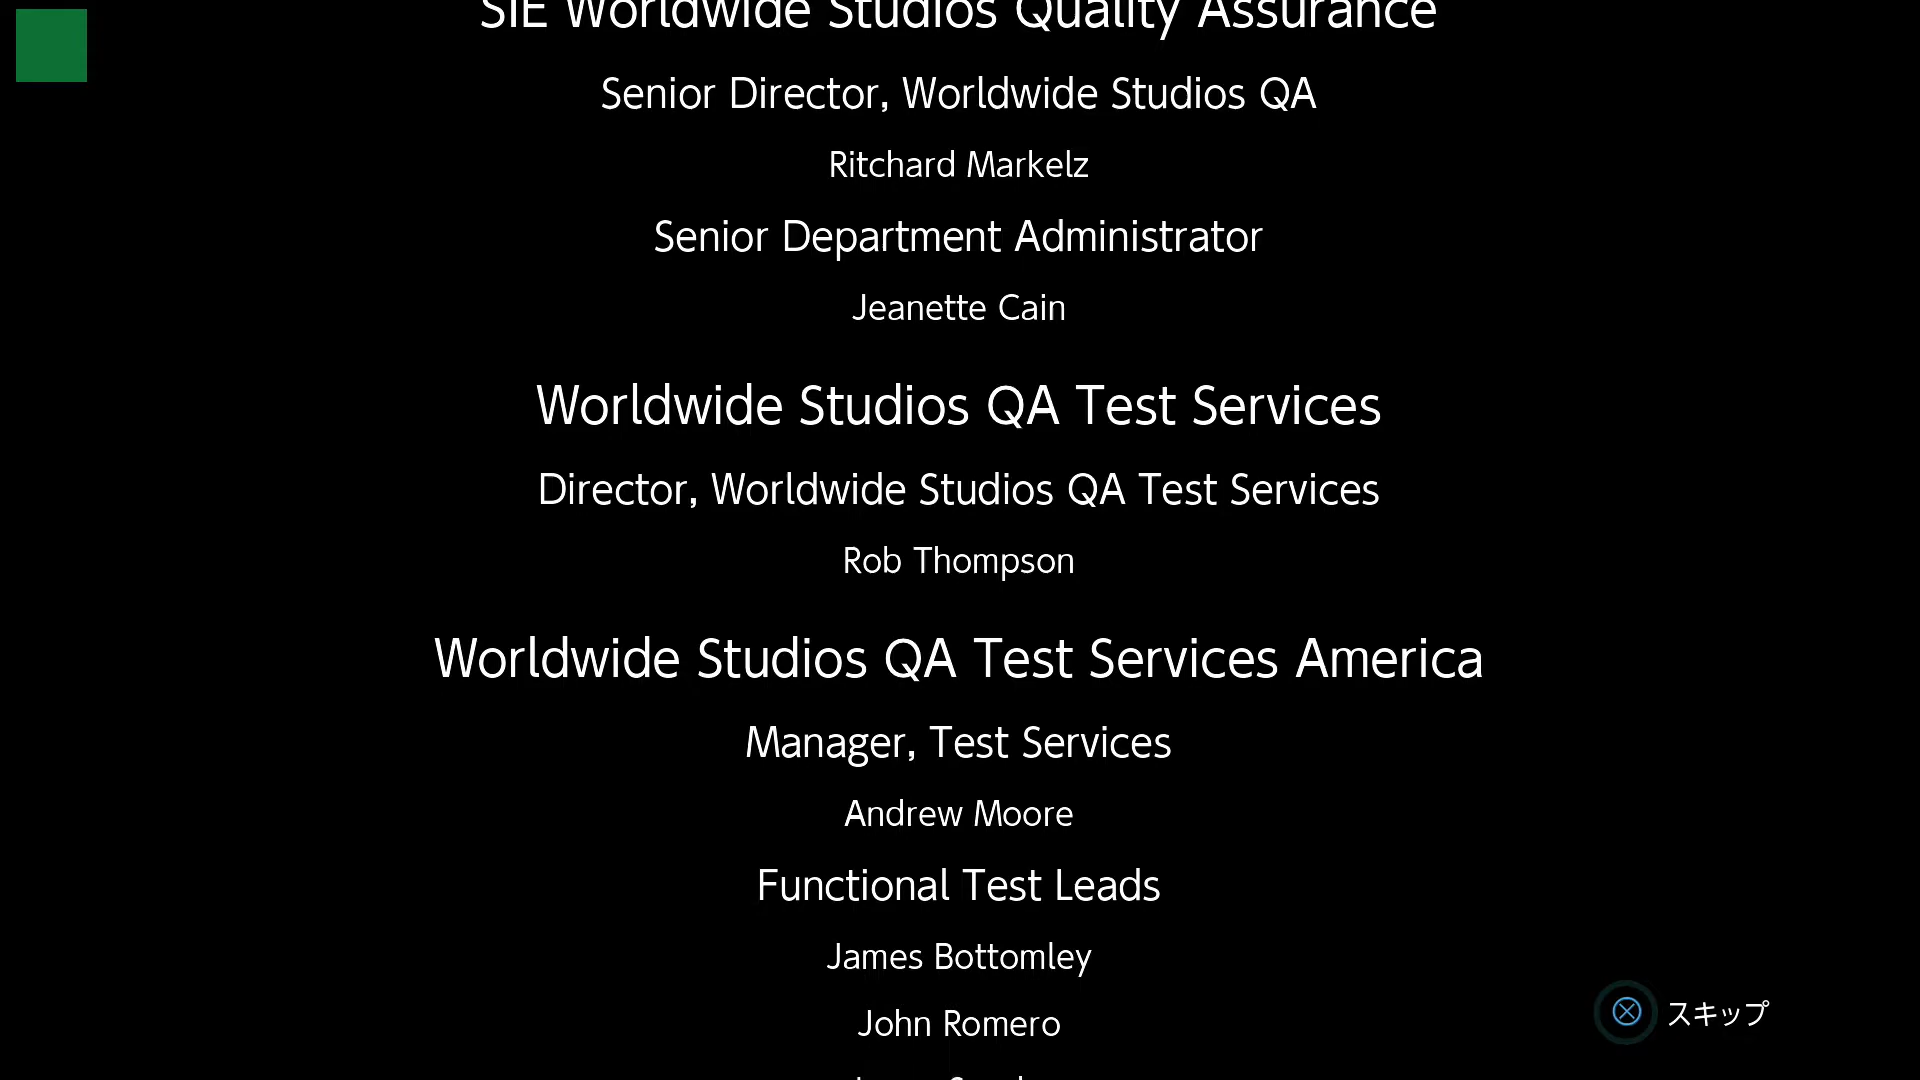 SIE Worldwide Studios Quality Assurance
Senior Director, Worldwide Studios QA
Ritchard Markelz
Senior Department Administrator
Jeanette Cain
Worldwide Studios QA Test Services
Director, Worldwide Studios QA Test Services
Rob Thompson
Worldwide Studios QA Test Services America
Manager, Test Services
Andrew Moore
Functional Test Leads
James Bottomley
John Romero
スキップ